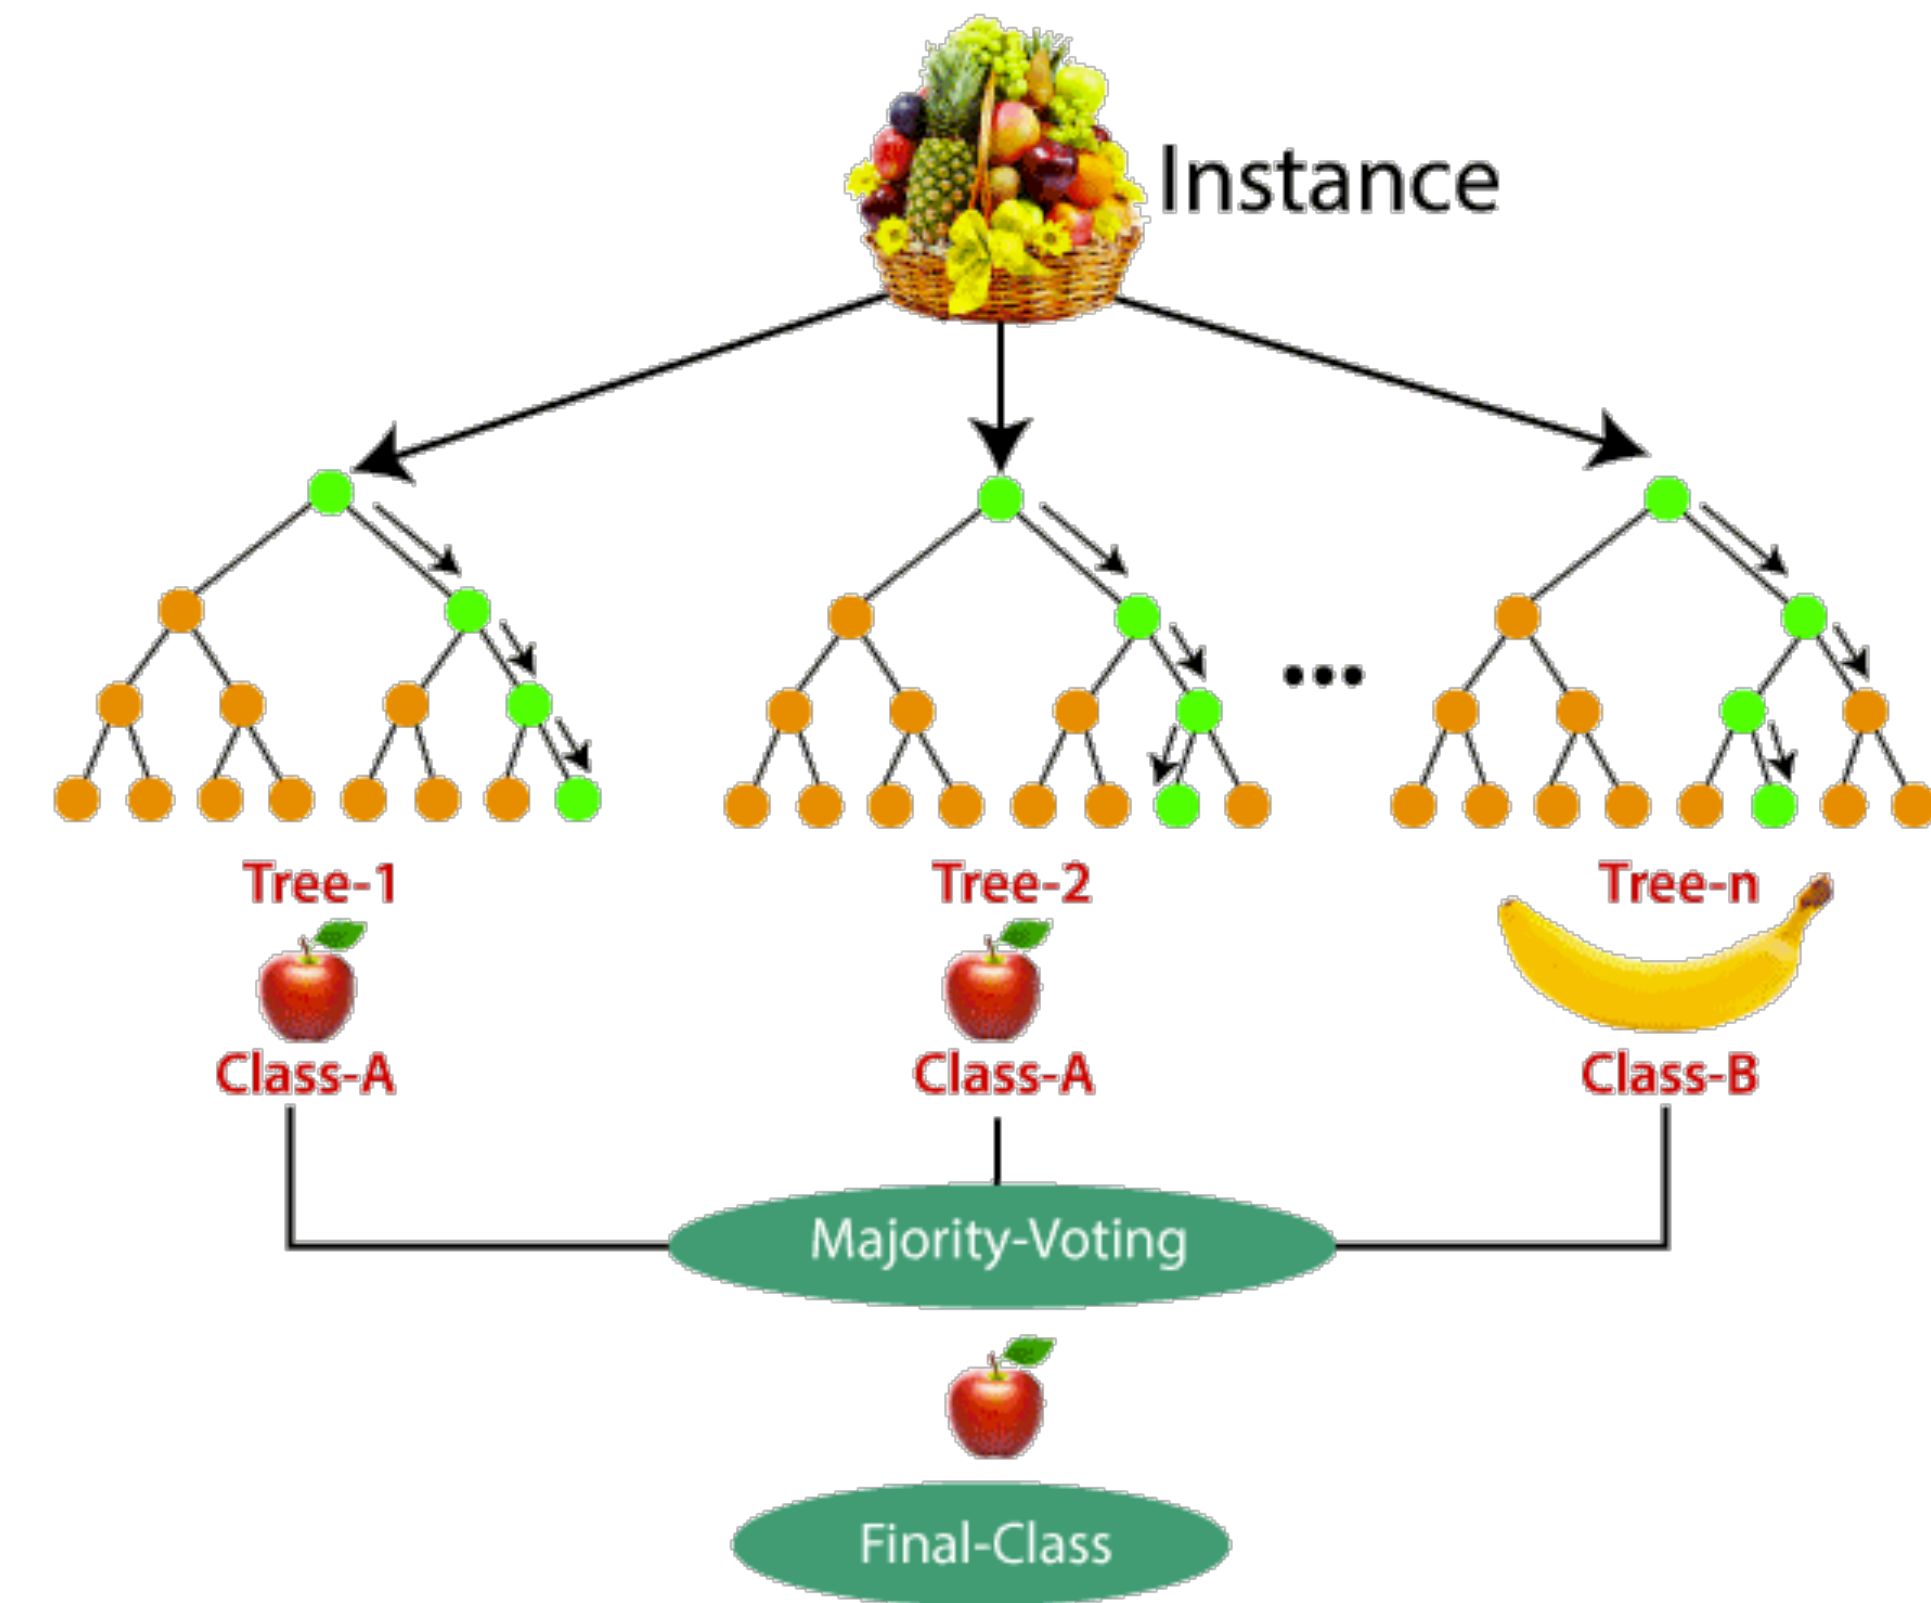 Instance
Tree-1
Tree-2
Tree-n
Class-A
Class-A
Class-B
Majority-Voting
Final-Class